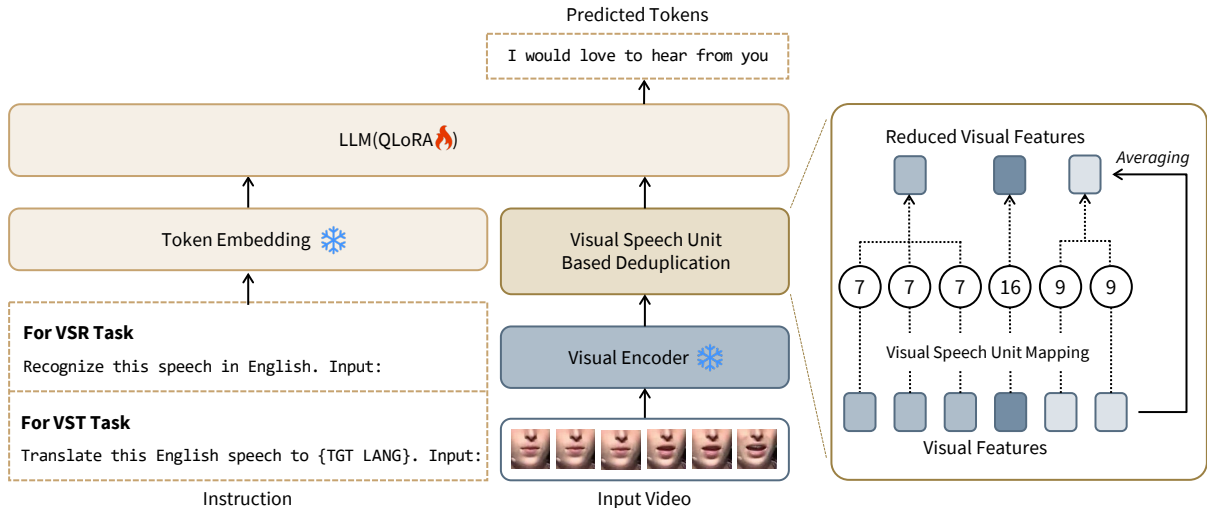 Predicted Tokens
I would love to hear from you
LLM(QLoRA)
Token Embedding
Visual Speech Unit
Based Deduplication
Visual Encoder
For VSR Task
Recognize this speech in English. Input:
For VST Task
Translate this English speech to {TGT LANG}. Input:
Instruction
Input Video
Reduced Visual Features
Averaging
7 7 7 16 9 9
Visual Speech Unit Mapping
Visual Features